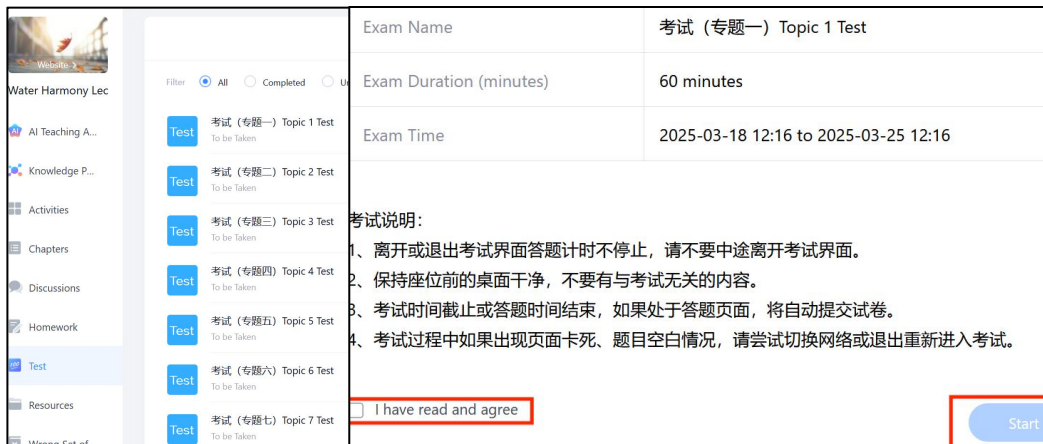 Website >
Water Harmony Lec
AI Teaching A...
Knowledge P...
Activities
Chapters
Discussions
Homework
Test
Resources
Wrong Set of
Filter All Completed Un
Test 考试（专题一）Topic 1 Test
To be Taken
Test 考试（专题二）Topic 2 Test
To be Taken
Test 考试（专题三）Topic 3 Test
To be Taken
Test 考试（专题四）Topic 4 Test
To be Taken
Test 考试（专题五）Topic 5 Test
To be Taken
Test 考试（专题六）Topic 6 Test
To be Taken
Test 考试（专题七）Topic 7 Test
To be Taken
Exam Name 考试（专题一）Topic 1 Test
Exam Duration (minutes) 60 minutes
Exam Time 2025-03-18 12:16 to 2025-03-25 12:16
考试说明：
1、离开或退出考试界面答题计时不停止，请不要中途离开考试界面。
2、保持座位前的桌面干净，不要有与考试无关的内容。
3、考试时间截止或答题时间结束，如果处于答题页面，将自动提交试卷。
4、考试过程中如果出现页面卡死、题目空白情况，请尝试切换网络或退出重新进入考试。
I have read and agree
Start